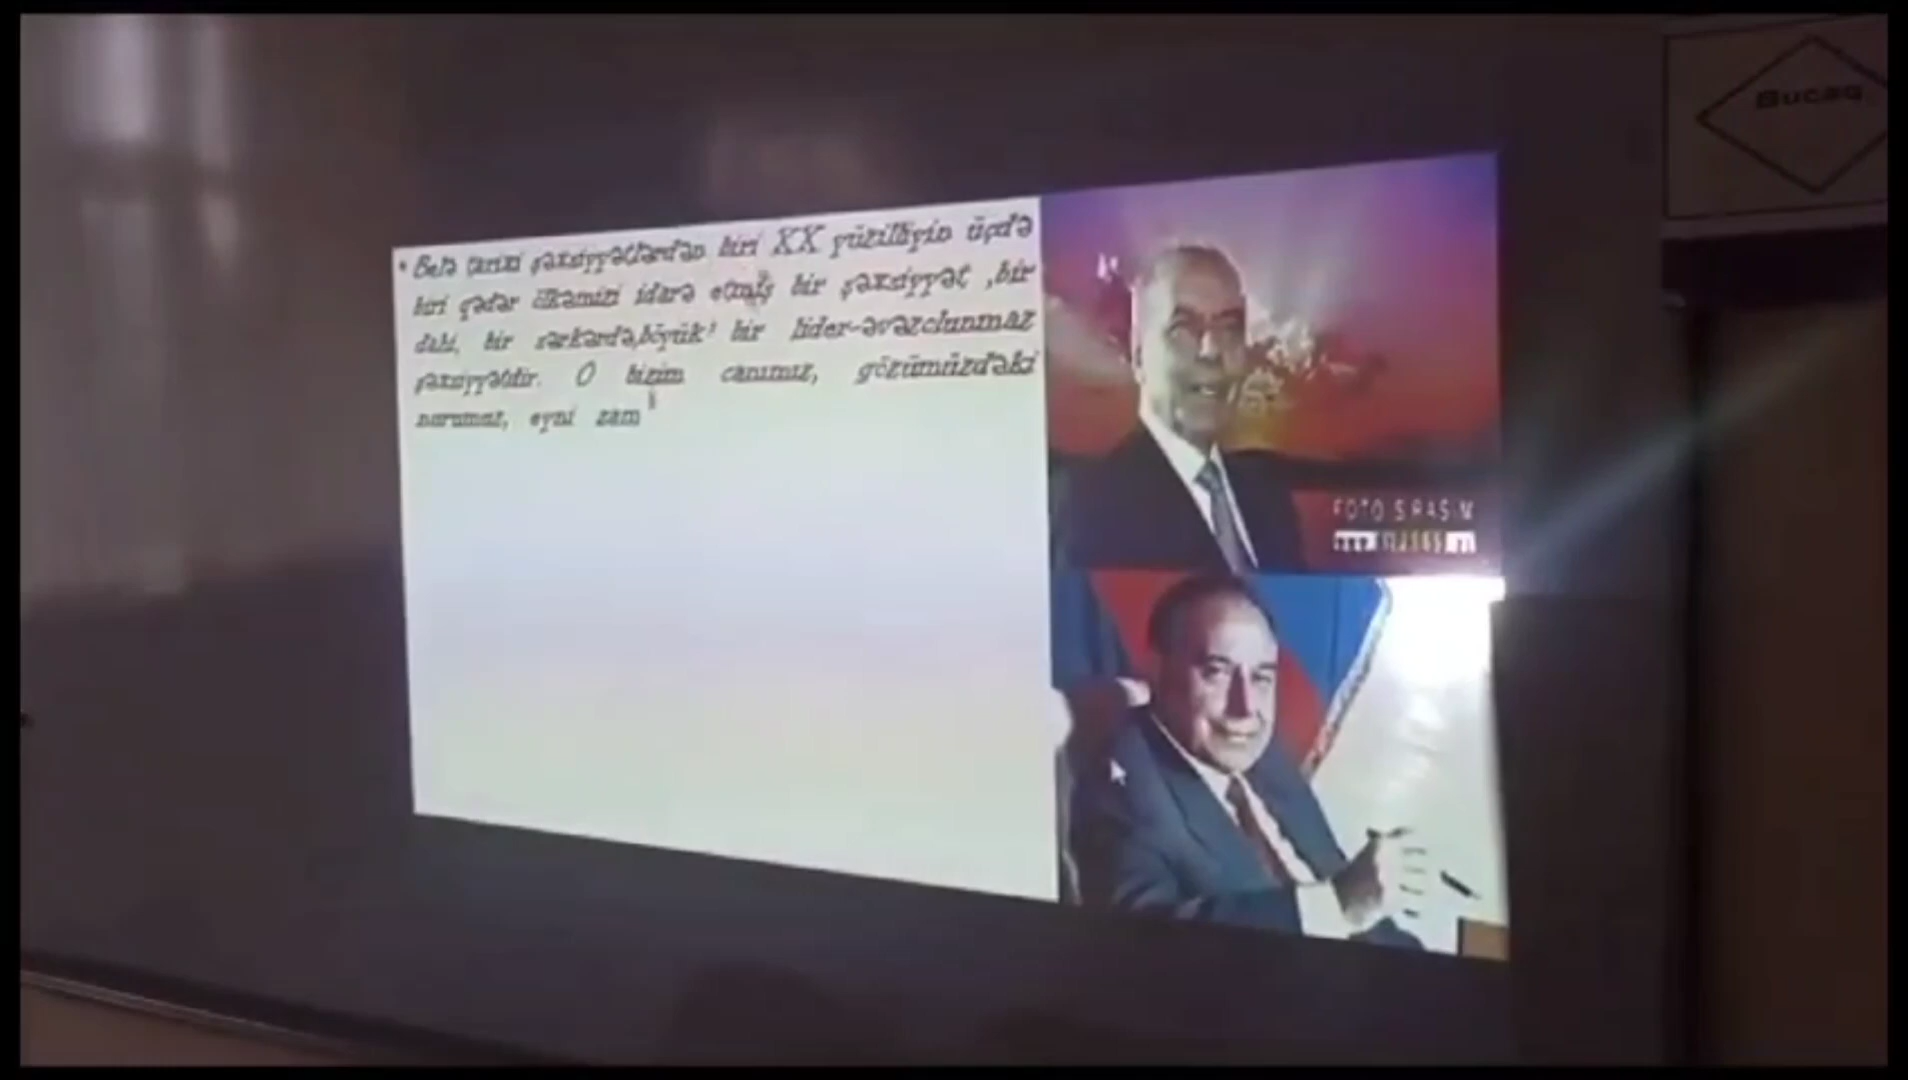 • Belə tarixi şəxsiyyətlərdən biri XX yüzilliyin üçdə
biri qədər ölkəmizi idarə etmiş bir şəxsiyyət ,bir
dahi, bir sərkərdə,böyük bir lider-əvəzolunmaz
şəxsiyyətdir. O bizim canımız, gözümüzdəki
nurumuz, eyni zam
FOTO S RASIM
Bucaq